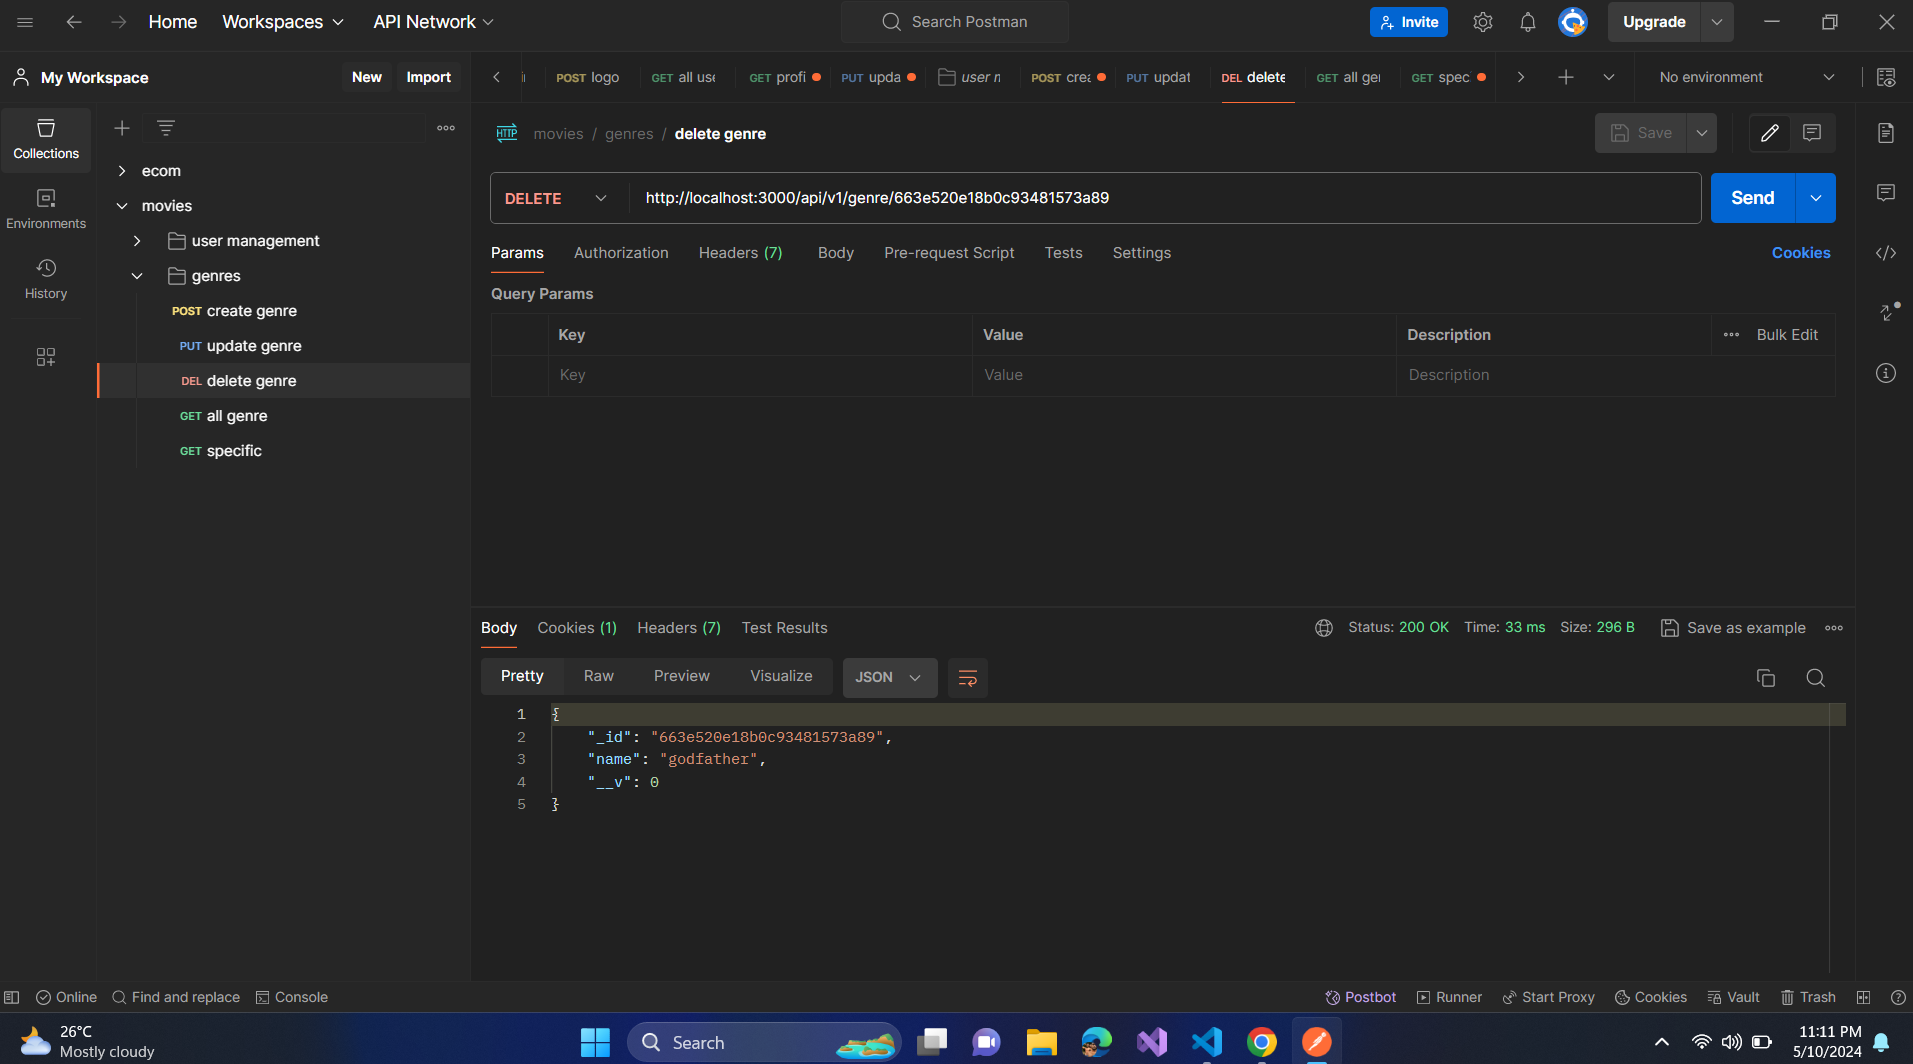 Home Workspaces API Network Search Postman Invite Upgrade
My Workspace New Import
POST logo GET all use GET profi PUT upda user m POST crea PUT updat DEL delete GET all gen GET spec No environment
Collections
Environments
History
ecom
movies
user management
genres
POST create genre
PUT update genre
DEL delete genre
GET all genre
GET specific
HTTP movies / genres / delete genre Save
DELETE http://localhost:3000/api/v1/genre/663e520e18b0c93481573a89 Send
Params Authorization Headers (7) Body Pre-request Script Tests Settings Cookies
Query Params
Key Value Description Bulk Edit
Key Value Description
Body Cookies (1) Headers (7) Test Results Status: 200 OK Time: 33 ms Size: 296 B Save as example
Pretty Raw Preview Visualize JSON
1 {
2 "_id": "663e520e18b0c93481573a89",
3 "name": "godfather",
4 "__v": 0
5 }
Online Find and replace Console Postbot Runner Start Proxy Cookies Vault Trash
26°C
Mostly cloudy
Search
11:11 PM
5/10/2024